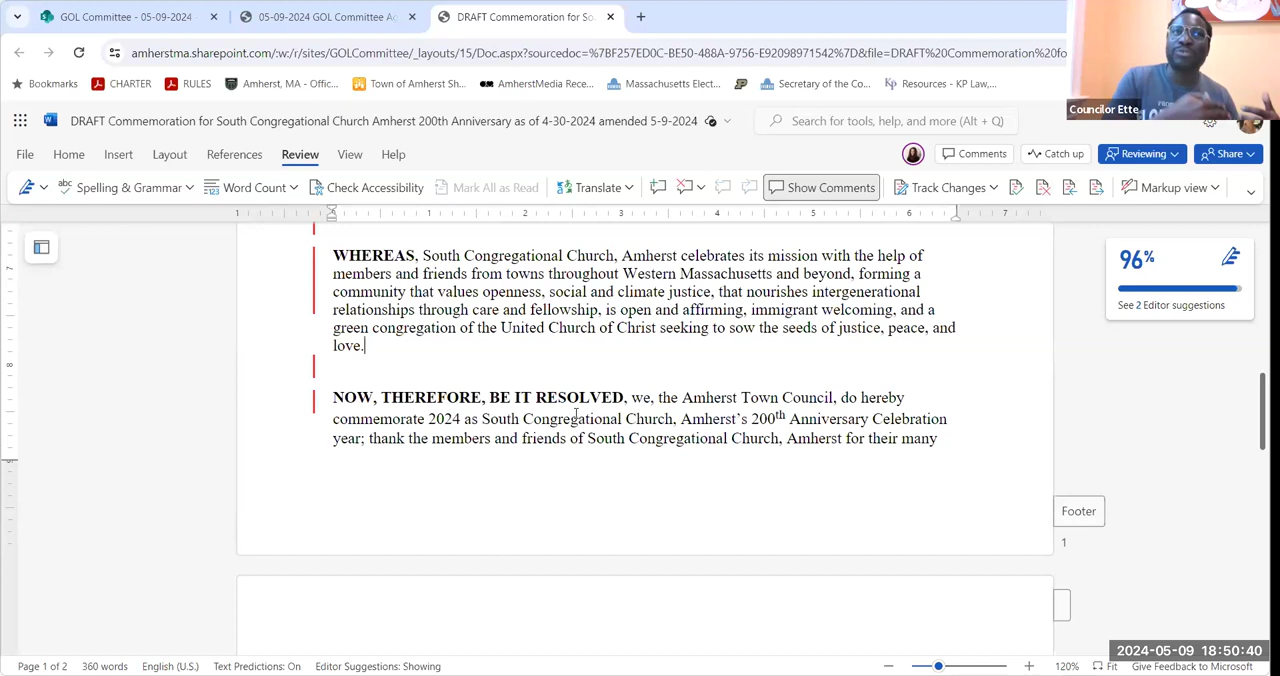 GOL Committee - 05-09-2024
05-09-2024 GOL Committee Ag
DRAFT Commemoration for So
amherstma.sharepoint.com/:w:/r/sites/GOLCommittee/_layouts/15/Doc.aspx?sourcedoc=%7BF257ED0C-BE50-488A-9756-E92098971542%7D&file=DRAFT%20Commemoration%20fo
Bookmarks CHARTER RULES Amherst, MA - Offic... Town of Amherst Sh... AmherstMedia Rece... Massachusetts Elect... Secretary of the Co... Resources - KP Law,...
Councilor Ette
DRAFT Commemoration for South Congregational Church 200th Anniversary as of 4-30-2024 amended 5-9-2024
Search for tools, help, and more (Alt + Q)
File Home Insert Layout References Review View Help
Comments Catch up Reviewing Share
Spelling & Grammar Word Count Check Accessibility Mark All as Read Translate Show Comments Track Changes Markup view
1 1 2 3 4 5 6 7
WHEREAS, South Congregational Church, Amherst celebrates its mission with the help of
members and friends from towns throughout Western Massachusetts and beyond, forming a
community that values openness, social and climate justice, that nourishes intergenerational
relationships through care and fellowship, is open and affirming, immigrant welcoming, and a
green congregation of the United Church of Christ seeking to sow the seeds of justice, peace, and
love.
96%
See 2 Editor suggestions
NOW, THEREFORE, BE IT RESOLVED, we, the Amherst Town Council, do hereby
commemorate 2024 as South Congregational Church, Amherst's 200th Anniversary Celebration
year; thank the members and friends of South Congregational Church, Amherst for their many
Footer
1
2024-05-09 18:50:40
Page 1 of 2 360 words English (U.S.) Text Predictions: On Editor Suggestions: Showing
120% Fit Give Feedback to Microsoft